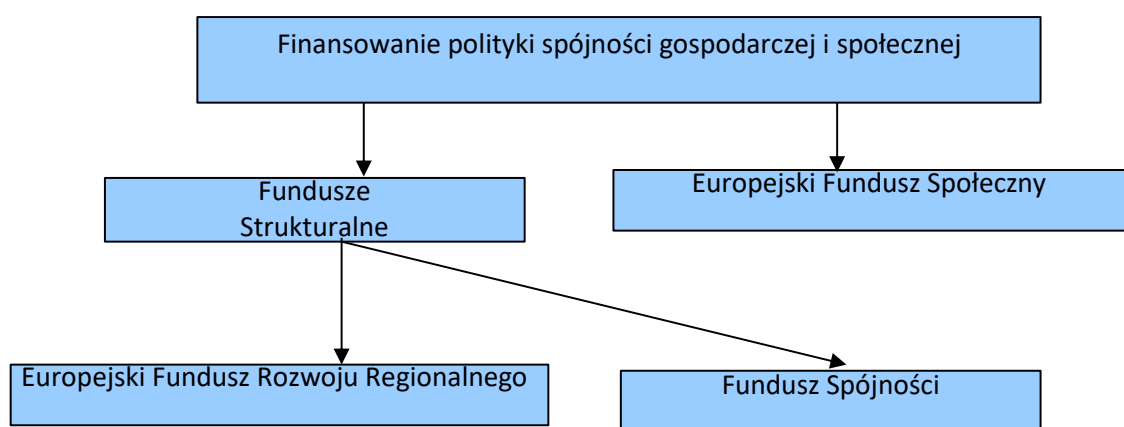 Finansowanie polityki spójności gospodarczej i społecznej
Fundusze
Strukturalne
Europejski Fundusz Społeczny
Europejski Fundusz Rozwoju Regionalnego
Fundusz Spójności